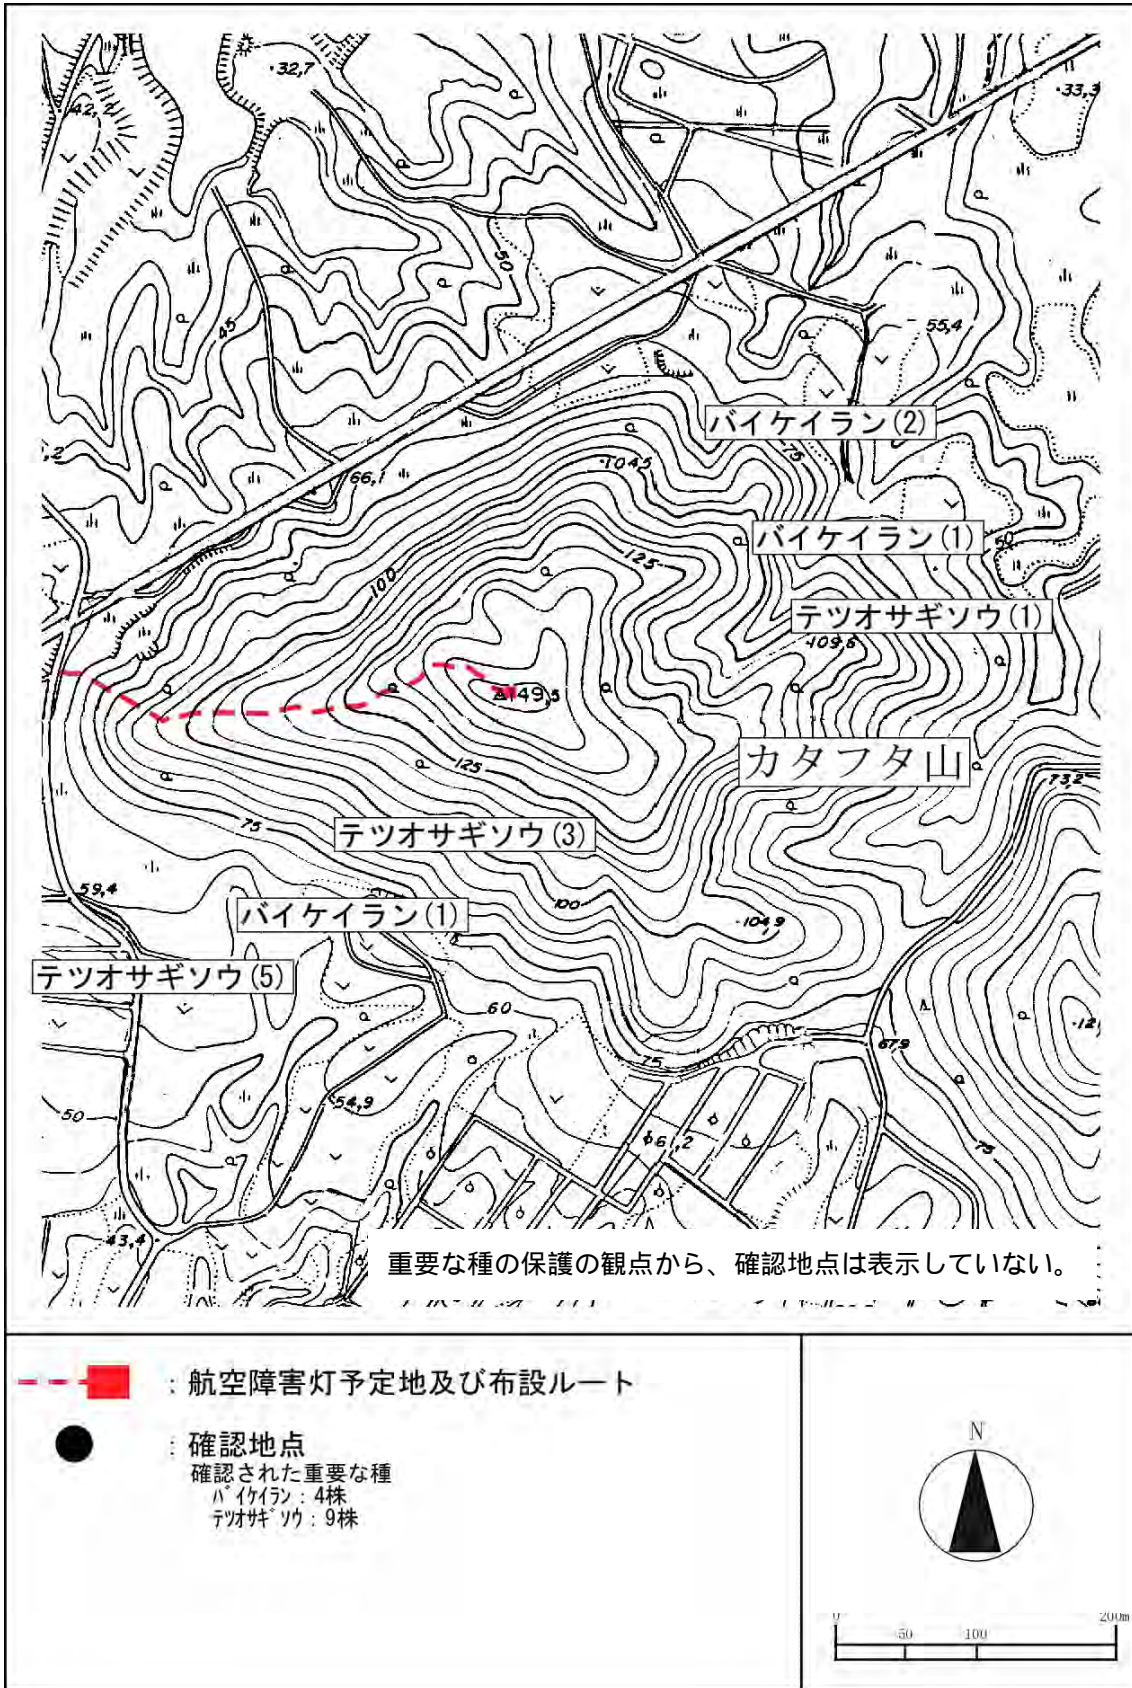 32,7
42,2
33,3
50
45
55,4
バイケイラン(2)
75
,2
66,1
104.5
バイケイラン(1)
60
125
100
テツオサギソウ(1)
109,6
149,5
カタフタ山
125
73,2
テツオサギソウ(3)
75
59,4
バイケイラン(1)
100
104,9
テツオサギソウ(5)
60
12
67,9
75
54,9
50
61,2
75
43,4
重要な種の保護の観点から、確認地点は表示していない。
：航空障害灯予定地及び布設ルート
：確認地点
確認された重要な種
バイケイラン：4株
テツオサギソウ：9株
N
0 50 100 200m